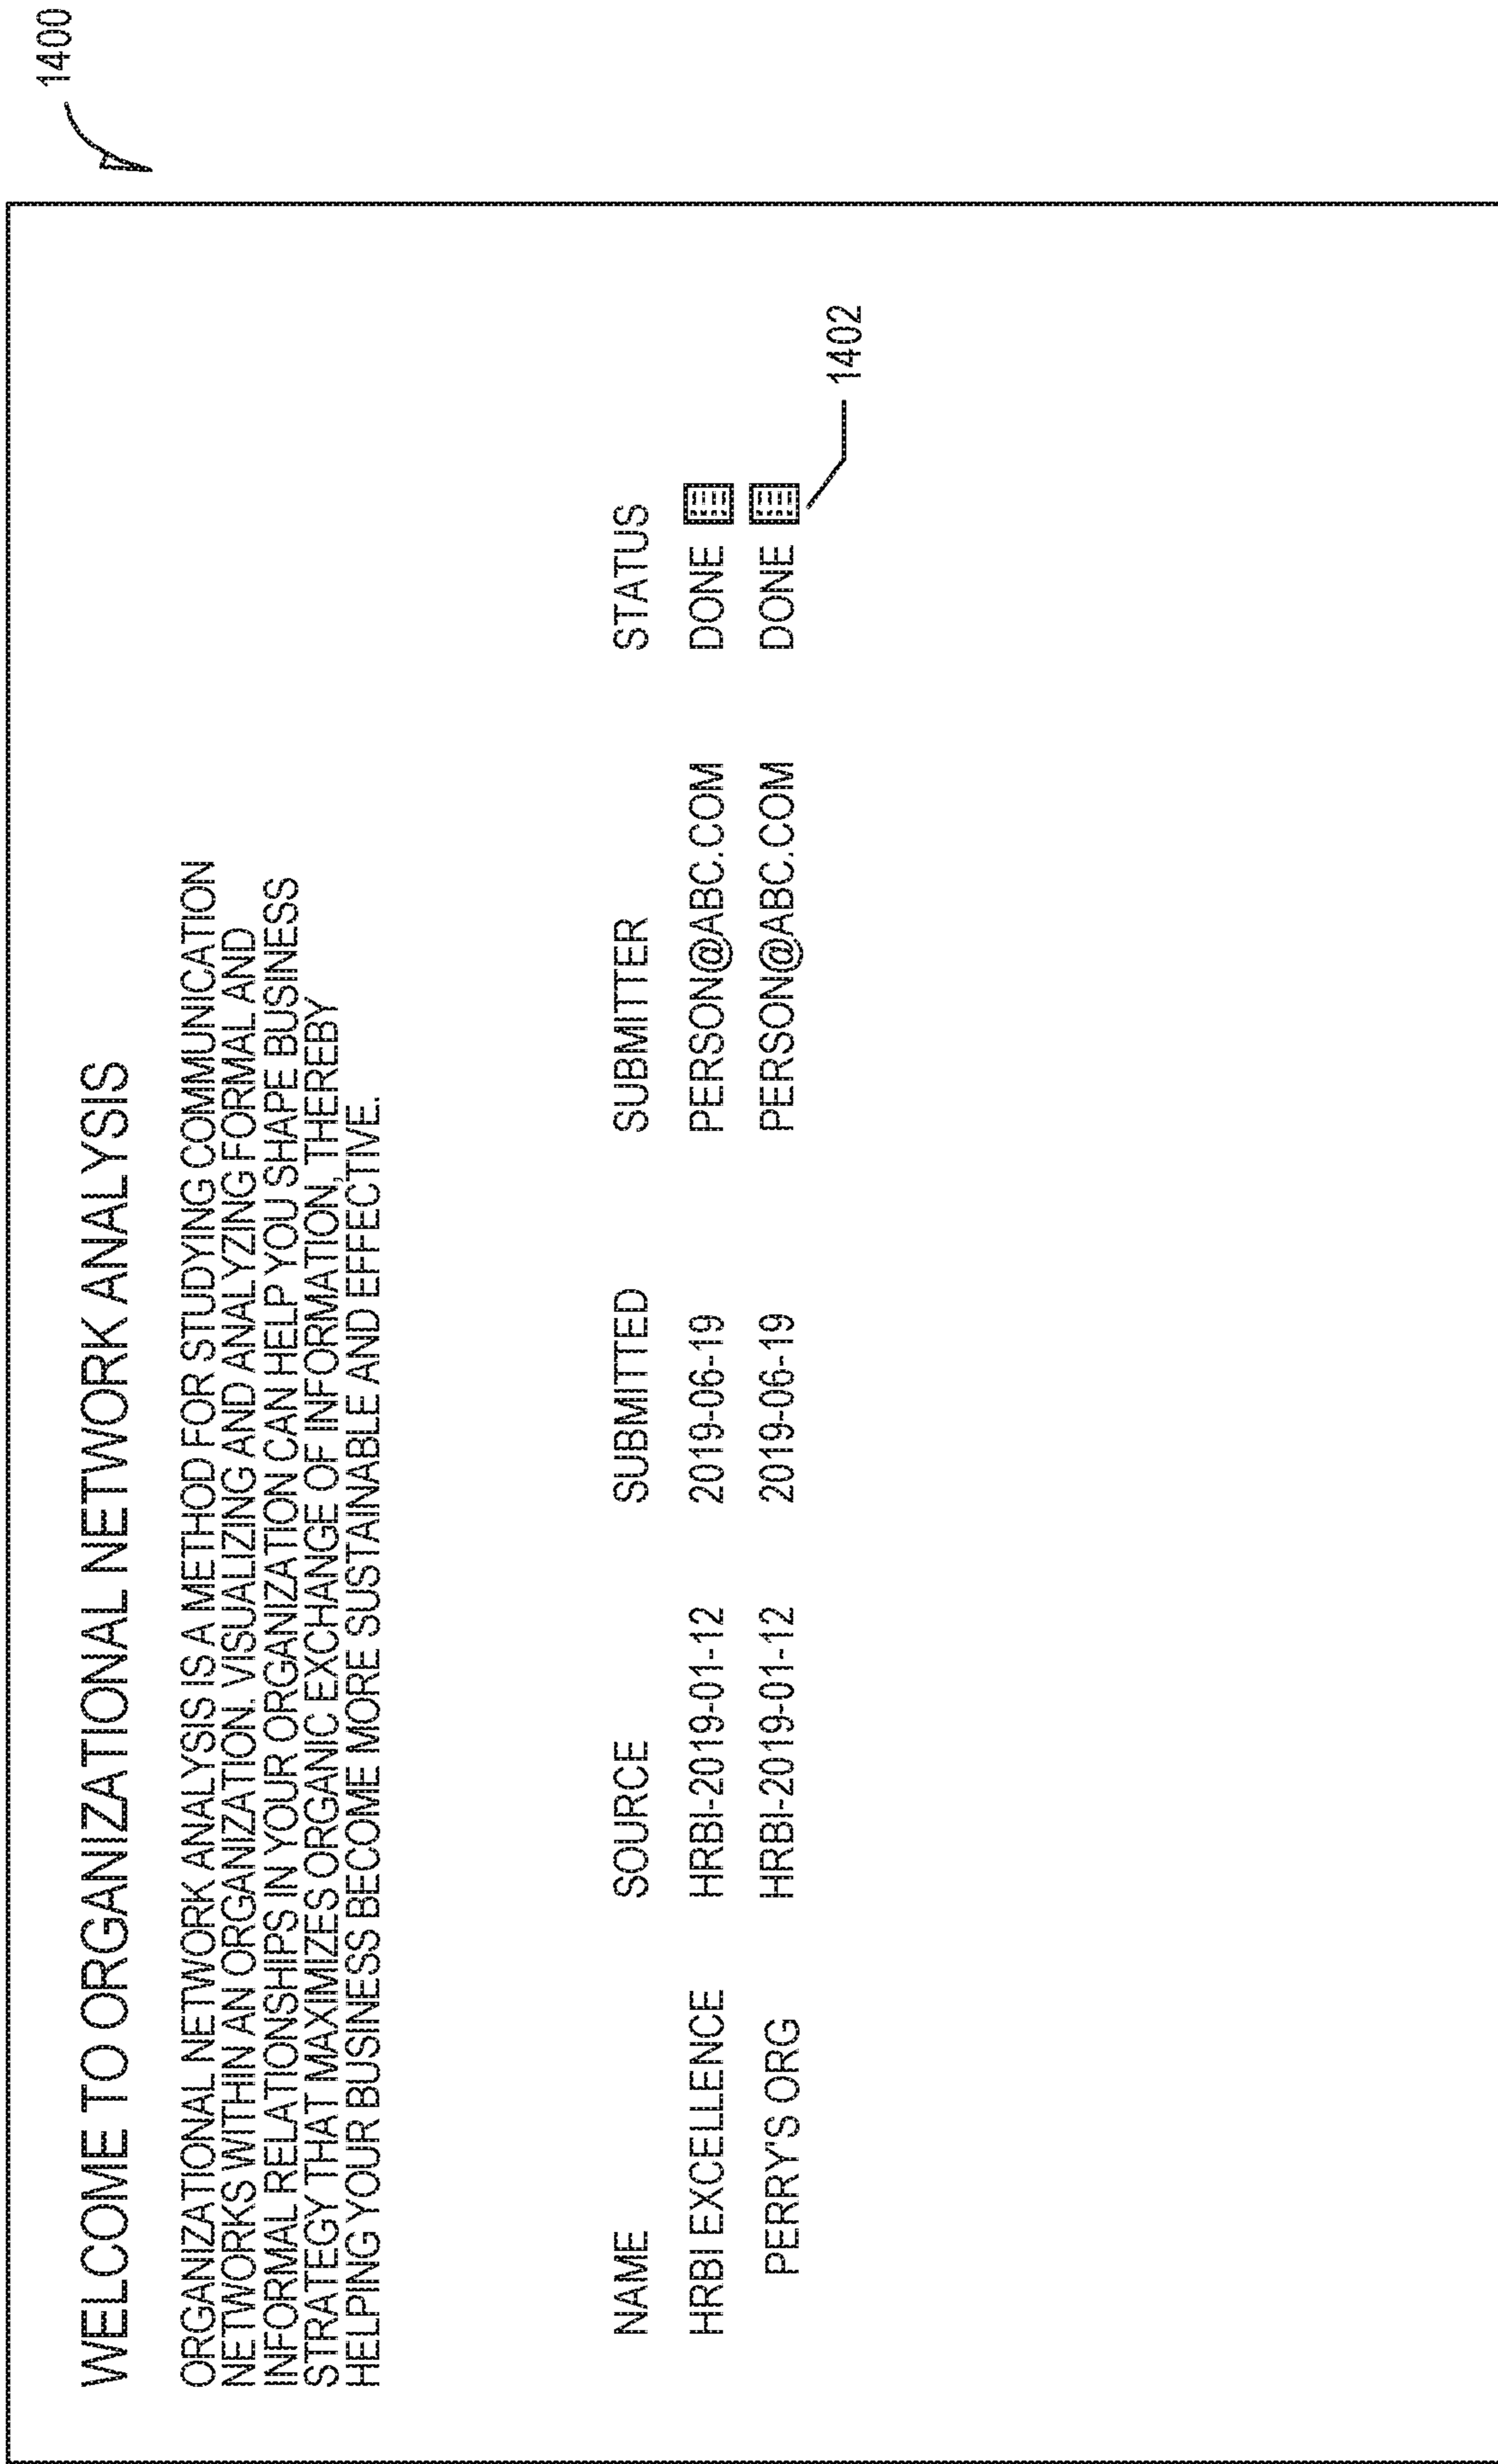 1400
WELCOME TO ORGANIZATIONAL NETWORK ANALYSIS
ORGANIZATIONAL NETWORK ANALYSIS IS A METHOD FOR STUDYING COMMUNICATION
NETWORKS WITHIN AN ORGANIZATION. VISUALIZING AND ANALYZING FORMAL AND
INFORMAL RELATIONSHIPS IN YOUR ORGANIZATION CAN HELP YOU SHAPE BUSINESS
STRATEGY THAT MAXIMIZES ORGANIC EXCHANGE OF INFORMATION, THEREBY
HELPING YOUR BUSINESS BECOME MORE SUSTAINABLE AND EFFECTIVE.
NAME SOURCE SUBMITTED SUBMITTER STATUS
HRBI EXCELLENCE HRBI-2019-01-12 2019-06-19 PERSON@ABC.COM DONE
PERRY'S ORG HRBI-2019-01-12 2019-06-19 PERSON@ABC.COM DONE
1402